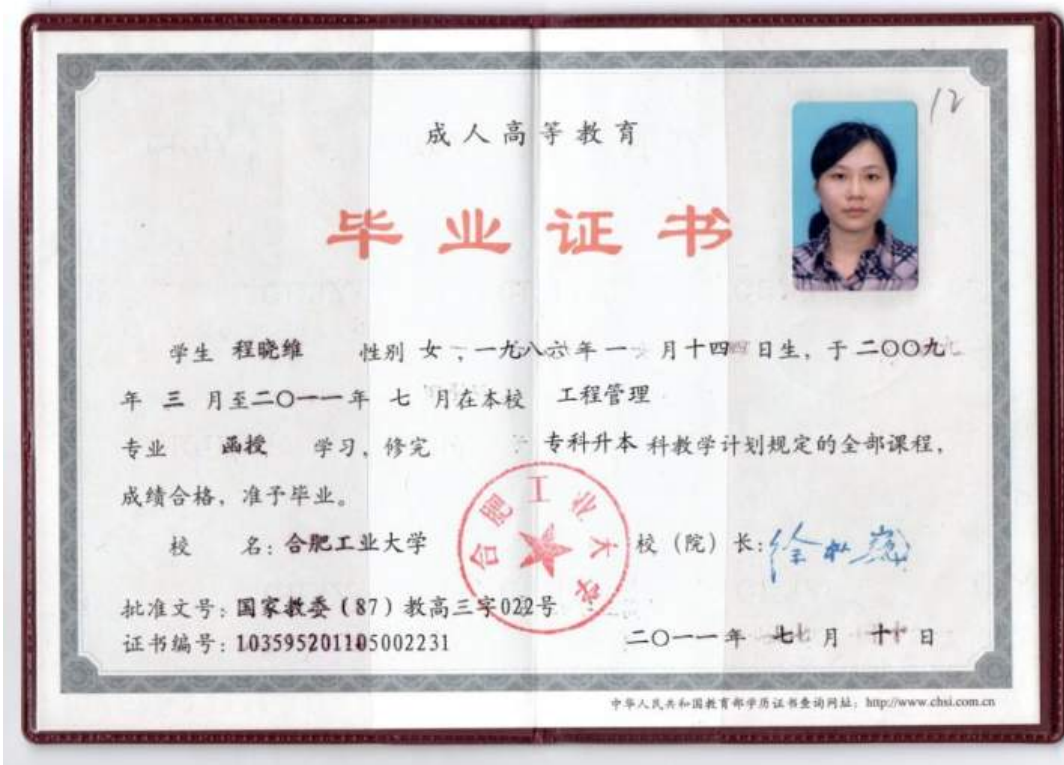 12
成人高等教育
毕业证书
学生 程晓维 性别 女，一九八六年一月十四日生，于二〇〇九
年 三 月至二〇一一年 七 月在本校 工程管理
专业 函授 学习，修完 专科升本科教学计划规定的全部课程，
成绩合格，准予毕业。
校 名：合肥工业大学 校（院）长：
合肥工业大学
批准文号：国家教委（87）教高三字022号
证书编号：103595201105002231 二〇一一年 七月 十日
中华人民共和国教育部学历证书查询网址：http://www.chsi.com.cn